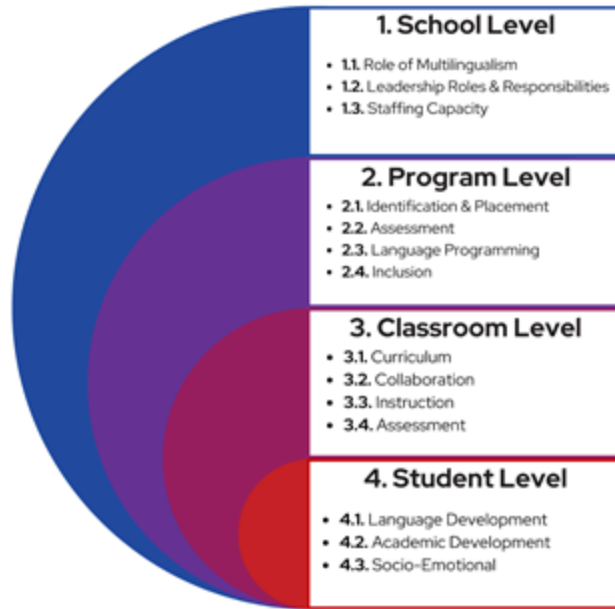 1. School Level
• 1.1. Role of Multilingualism
• 1.2. Leadership Roles & Responsibilities
• 1.3. Staffing Capacity
2. Program Level
• 2.1. Identification & Placement
• 2.2. Assessment
• 2.3. Language Programming
• 2.4. Inclusion
3. Classroom Level
• 3.1. Curriculum
• 3.2. Collaboration
• 3.3. Instruction
• 3.4. Assessment
4. Student Level
• 4.1. Language Development
• 4.2. Academic Development
• 4.3. Socio-Emotional